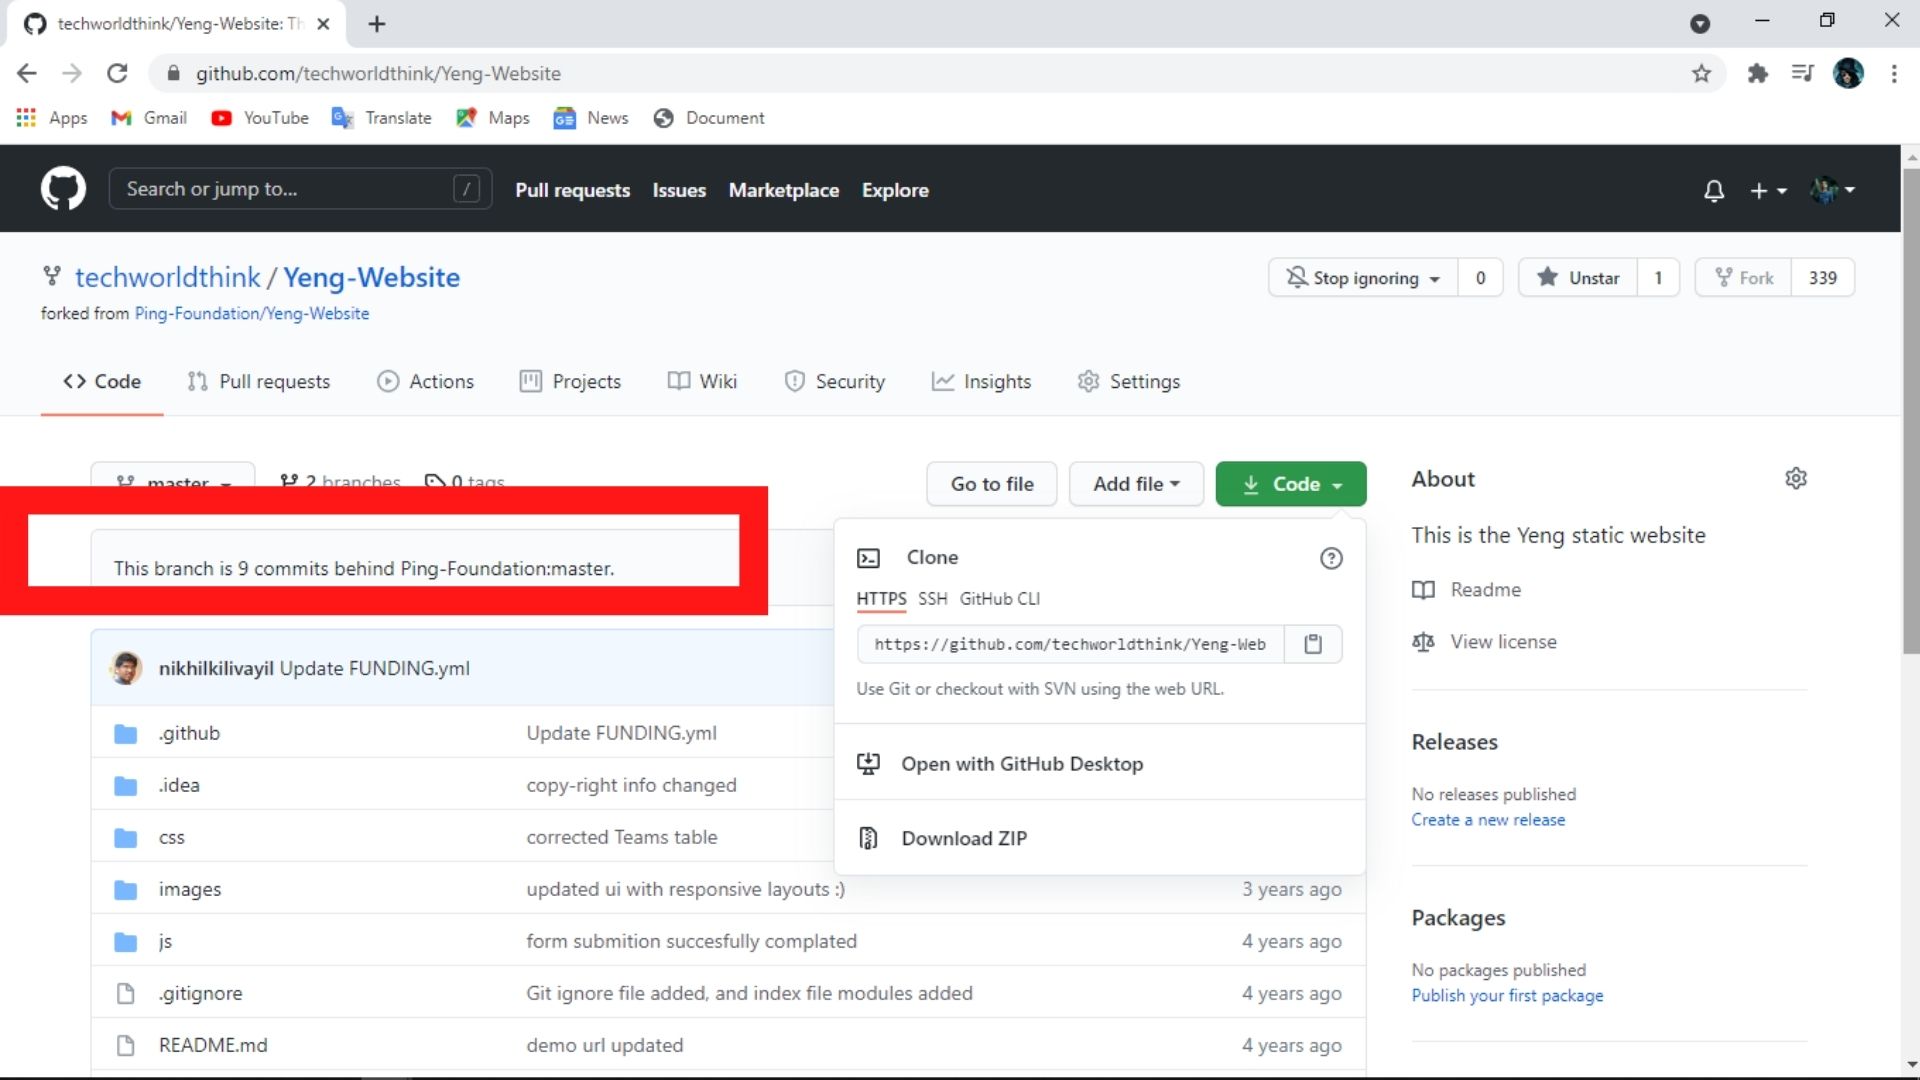 techworldthink/Yeng-Website: Th
github.com/techworldthink/Yeng-Website
Apps Gmail YouTube Translate Maps News Document
Search or jump to... / Pull requests Issues Marketplace Explore
techworldthink / Yeng-Website
Stop ignoring 0 Unstar 1 Fork 339
forked from Ping-Foundation/Yeng-Website
Code Pull requests Actions Projects Wiki Security Insights Settings
master 2 branches 0 tags
Go to file Add file Code
This branch is 9 commits behind Ping-Foundation:master.
Clone
HTTPS SSH GitHub CLI
https://github.com/techworldthink/Yeng-Web
Use Git or checkout with SVN using the web URL.
Open with GitHub Desktop
Download ZIP
nikhilkilivayil Update FUNDING.yml
.github Update FUNDING.yml
.idea copy-right info changed
css corrected Teams table
images updated ui with responsive layouts :) 3 years ago
js form submition succesfully complated 4 years ago
.gitignore Git ignore file added, and index file modules added 4 years ago
README.md demo url updated 4 years ago
About
This is the Yeng static website
Readme
View license
Releases
No releases published
Create a new release
Packages
No packages published
Publish your first package